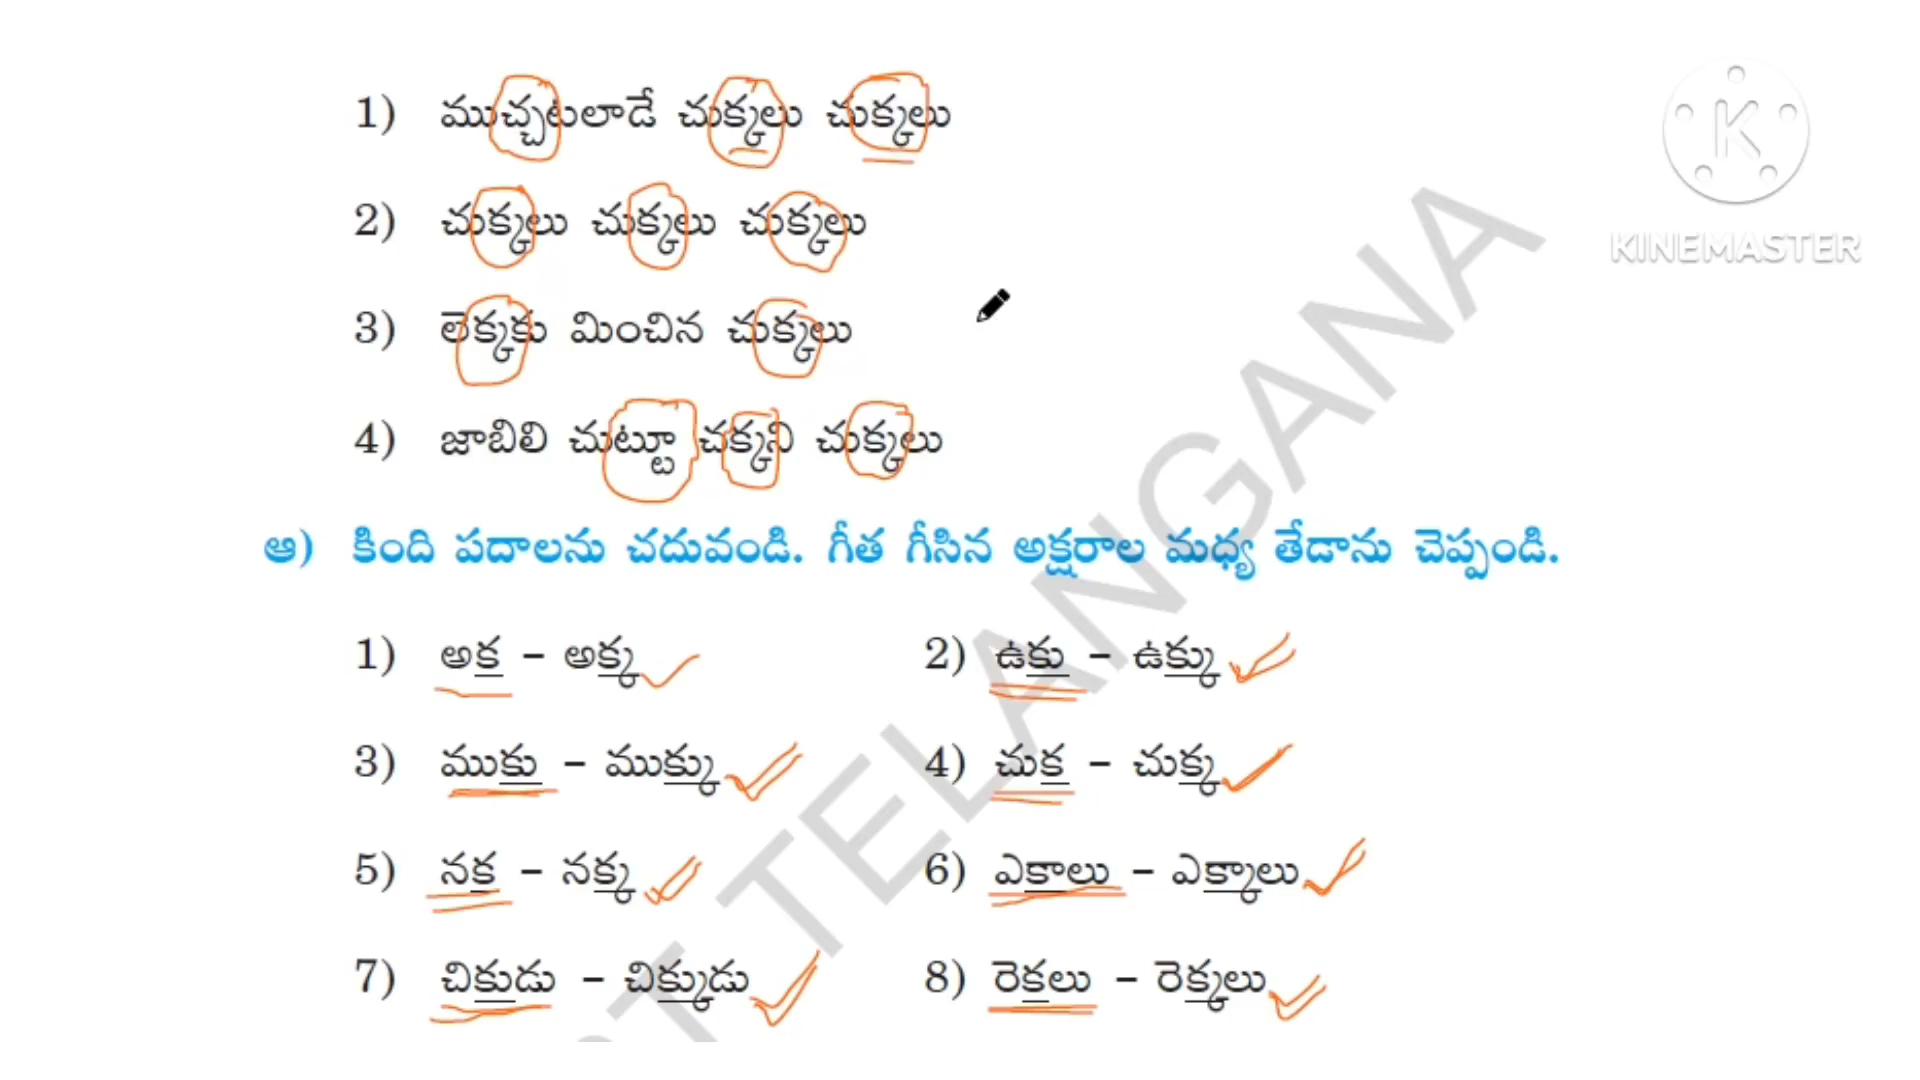 1) ముచ్చటలాడే చుక్కలు చుక్కలు
KINEMASTER
2) చుక్కలు చుక్కలు చుక్కలు
3) లెక్కకు మించిన చుక్కలు
4) జాబిలి చుట్టూ చక్కని చుక్కలు
ఆ) కింది పదాలను చదువండి. గీత గీసిన అక్షరాల మధ్య తేడాను చెప్పండి.
1) అక – అక్క 2) ఉకు – ఉక్కు
3) ముకు – ముక్కు 4) చుక – చుక్క
5) నక – నక్క 6) ఎకాలు – ఎక్కాలు
7) చికుడు – చిక్కుడు 8) రెకలు – రెక్కలు
TELANGANA